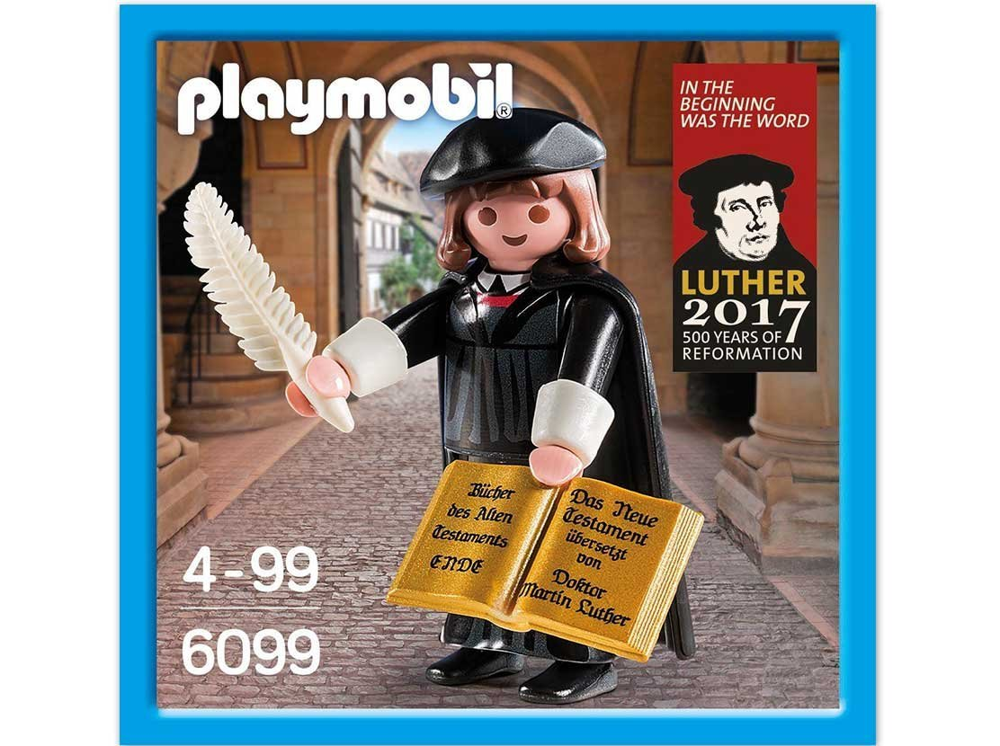 playmobil®
IN THE
BEGINNING
WAS THE WORD
LUTHER
2017
500 YEARS OF
REFORMATION
Bücher
des Alten
Testaments
ENDE
Das Neue
Testament
übersetzt
von
Doktor
Martin Luther
4-99
6099